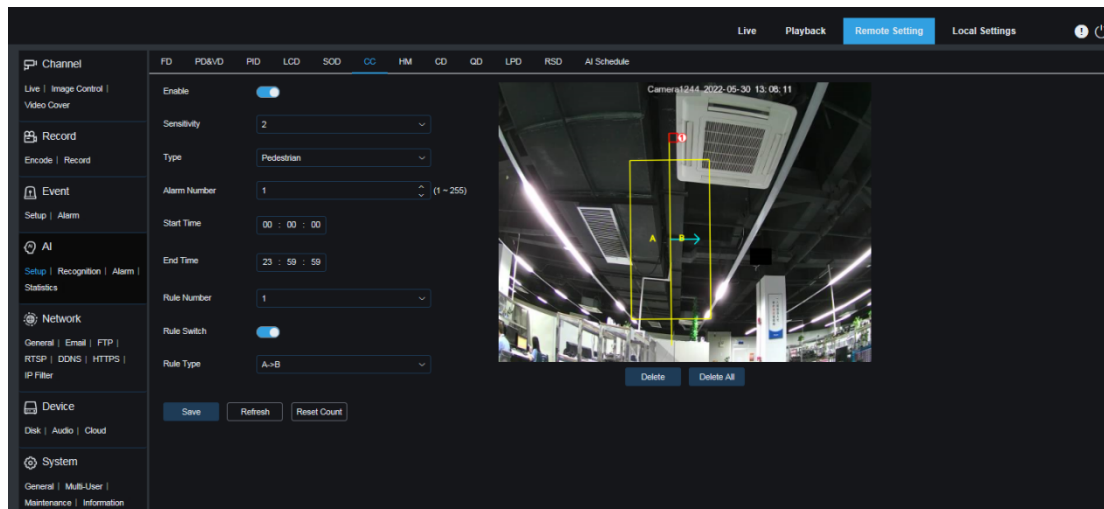 Live Playback Remote Setting Local Settings
Channel
Live | Image Control |
Video Cover
Record
Encode | Record
Event
Setup | Alarm
AI
Setup | Recognition | Alarm |
Statistics
Network
General | Email | FTP |
RTSP | DDNS | HTTPS |
IP Filter
Device
Disk | Audio | Cloud
System
General | Multi-User |
Maintenance | Information
FD PD&VD PID LCD SOD CC HM CD QD LPD RSD AI Schedule
Enable
Sensitivity 2
Type Pedestrian
Alarm Number 1 (1 ~ 255)
Start Time 00 : 00 : 00
End Time 23 : 59 : 59
Rule Number 1
Rule Switch
Rule Type A->B
Save Refresh Reset Count
Camera1244 2022-05-30 13:08:11
1
A B
Delete Delete All